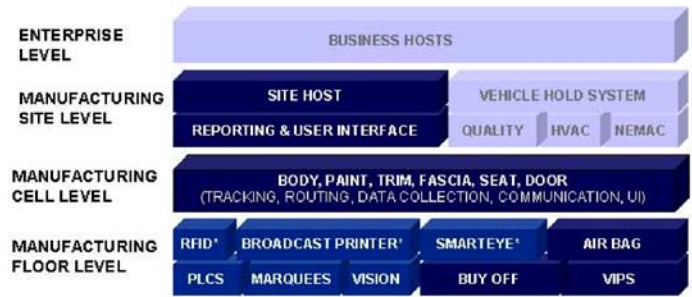 ENTERPRISE
LEVEL
BUSINESS HOSTS
MANUFACTURING
SITE LEVEL
SITE HOST
VEHICLE HOLD SYSTEM
REPORTING & USER INTERFACE
QUALITY
HVAC
NEMAC
MANUFACTURING
CELL LEVEL
BODY, PAINT, TRIM, FASCIA, SEAT, DOOR
(TRACKING, ROUTING, DATA COLLECTION, COMMUNICATION, UI)
MANUFACTURING
FLOOR LEVEL
RFID*
BROADCAST PRINTER*
SMARTEYE*
AIR BAG
PLCS
MARQUEES
VISION
BUY OFF
VIPS